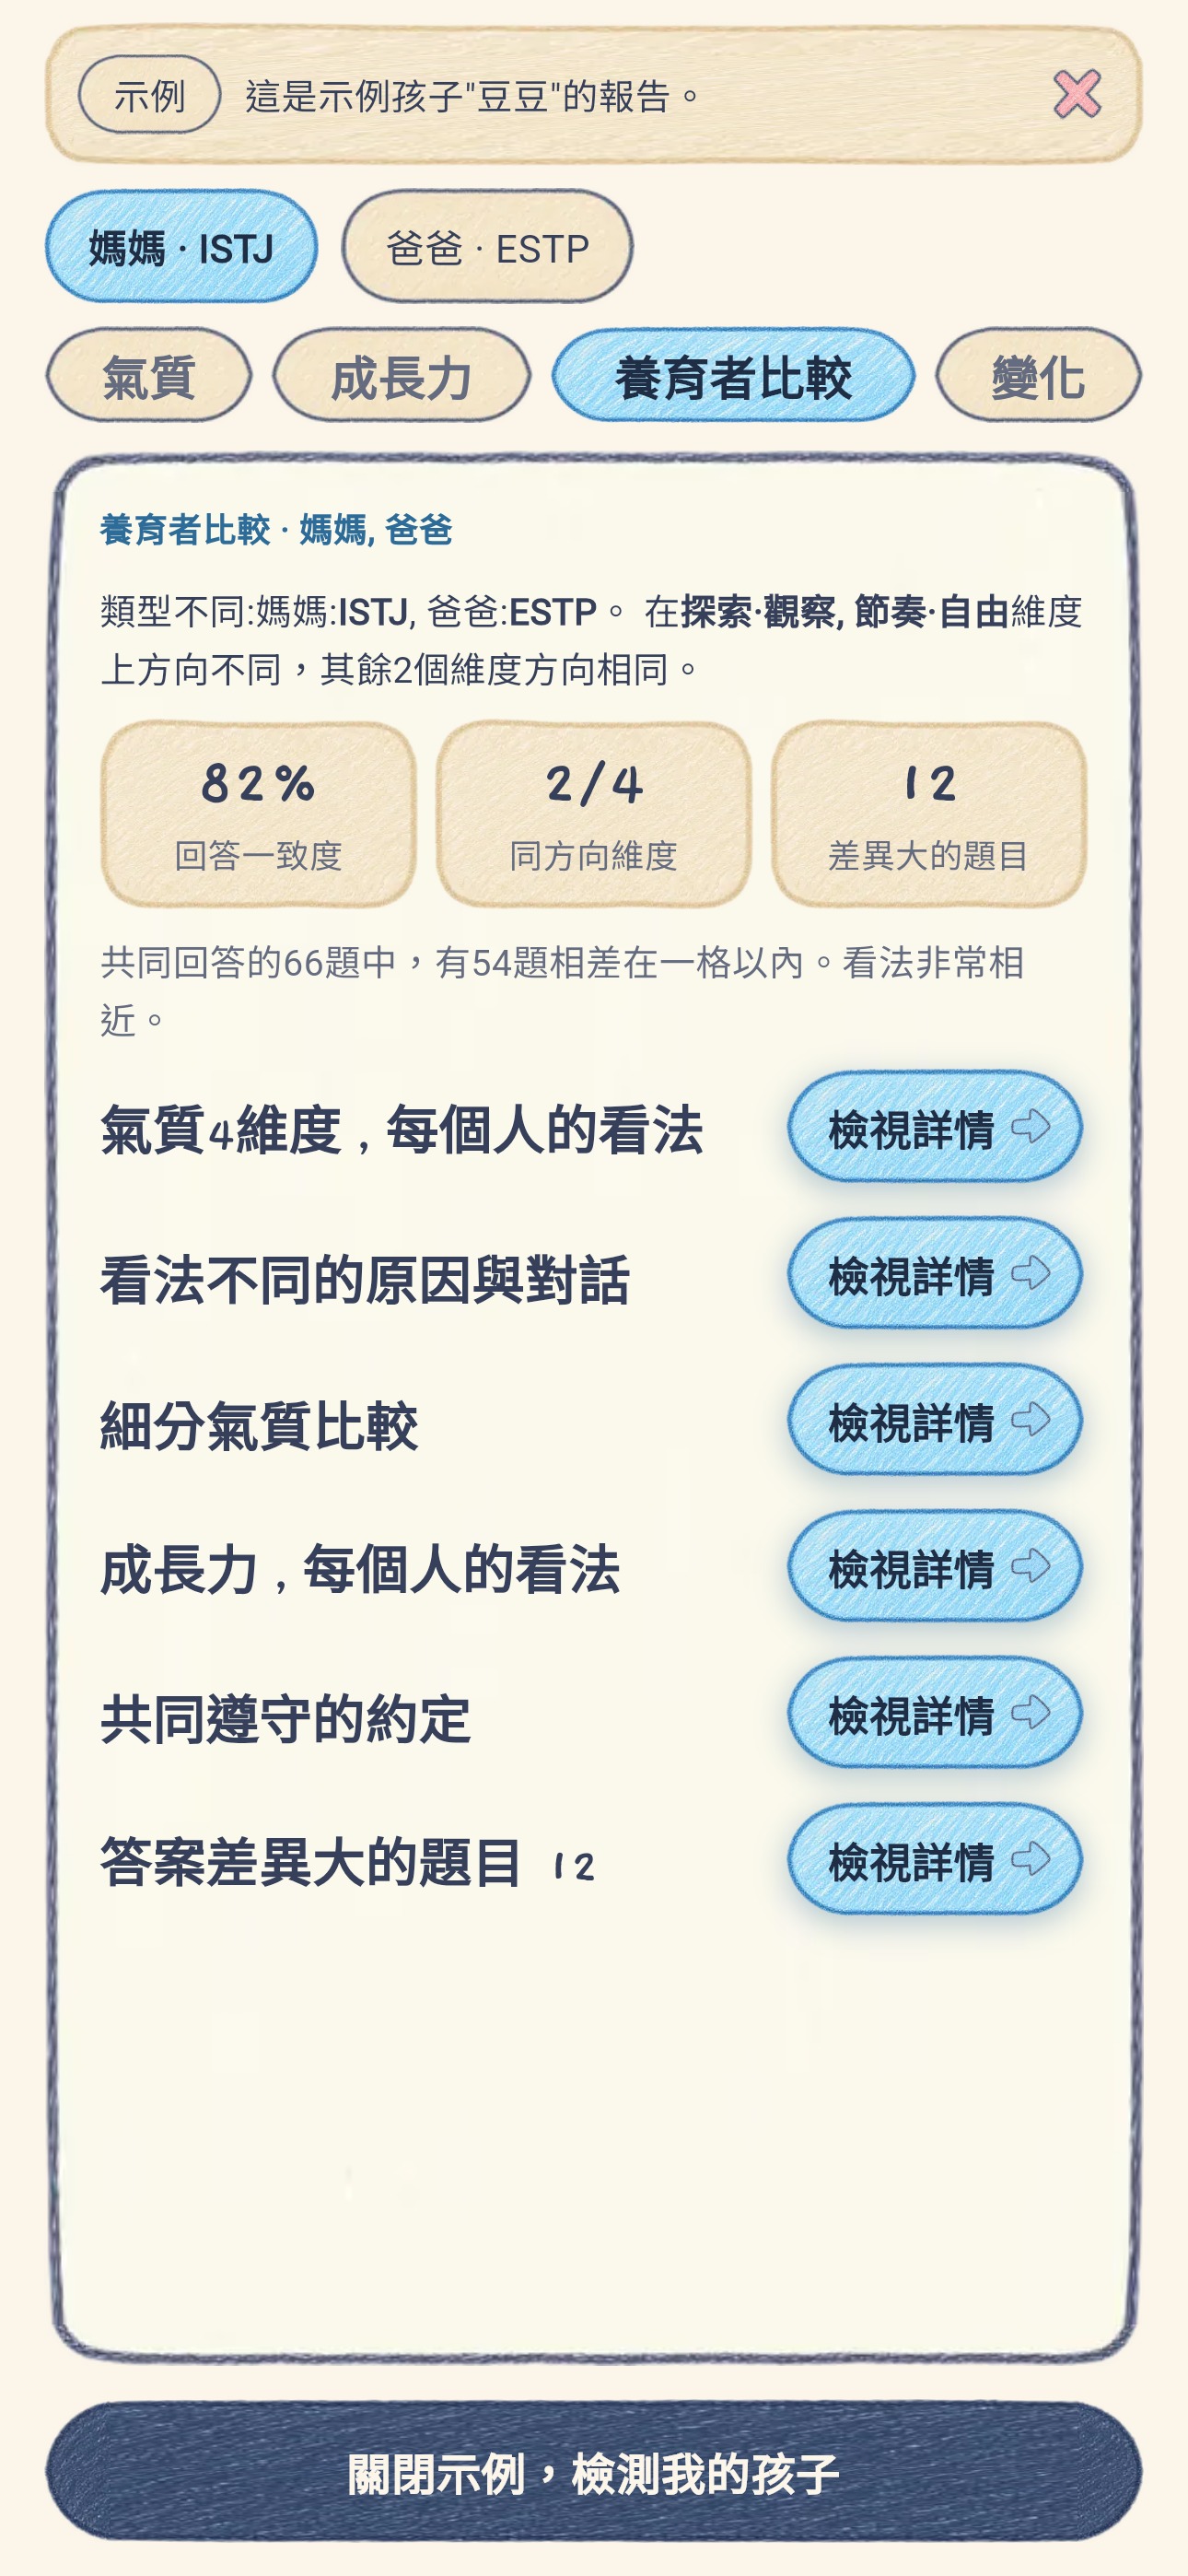 示例 這是示例孩子"豆豆"的報告。
媽媽 · ISTJ 爸爸 · ESTP
氣質 成長力 養育者比較 變化
養育者比較 · 媽媽, 爸爸
類型不同:媽媽:ISTJ, 爸爸:ESTP。 在探索·觀察, 節奏·自由維度
上方向不同，其餘2個維度方向相同。
82% 2/4 12
回答一致度 同方向維度 差異大的題目
共同回答的66題中，有54題相差在一格以內。看法非常相
近。
氣質4維度，每個人的看法 檢視詳情
看法不同的原因與對話 檢視詳情
細分氣質比較 檢視詳情
成長力，每個人的看法 檢視詳情
共同遵守的約定 檢視詳情
答案差異大的題目 12 檢視詳情
關閉示例，檢測我的孩子